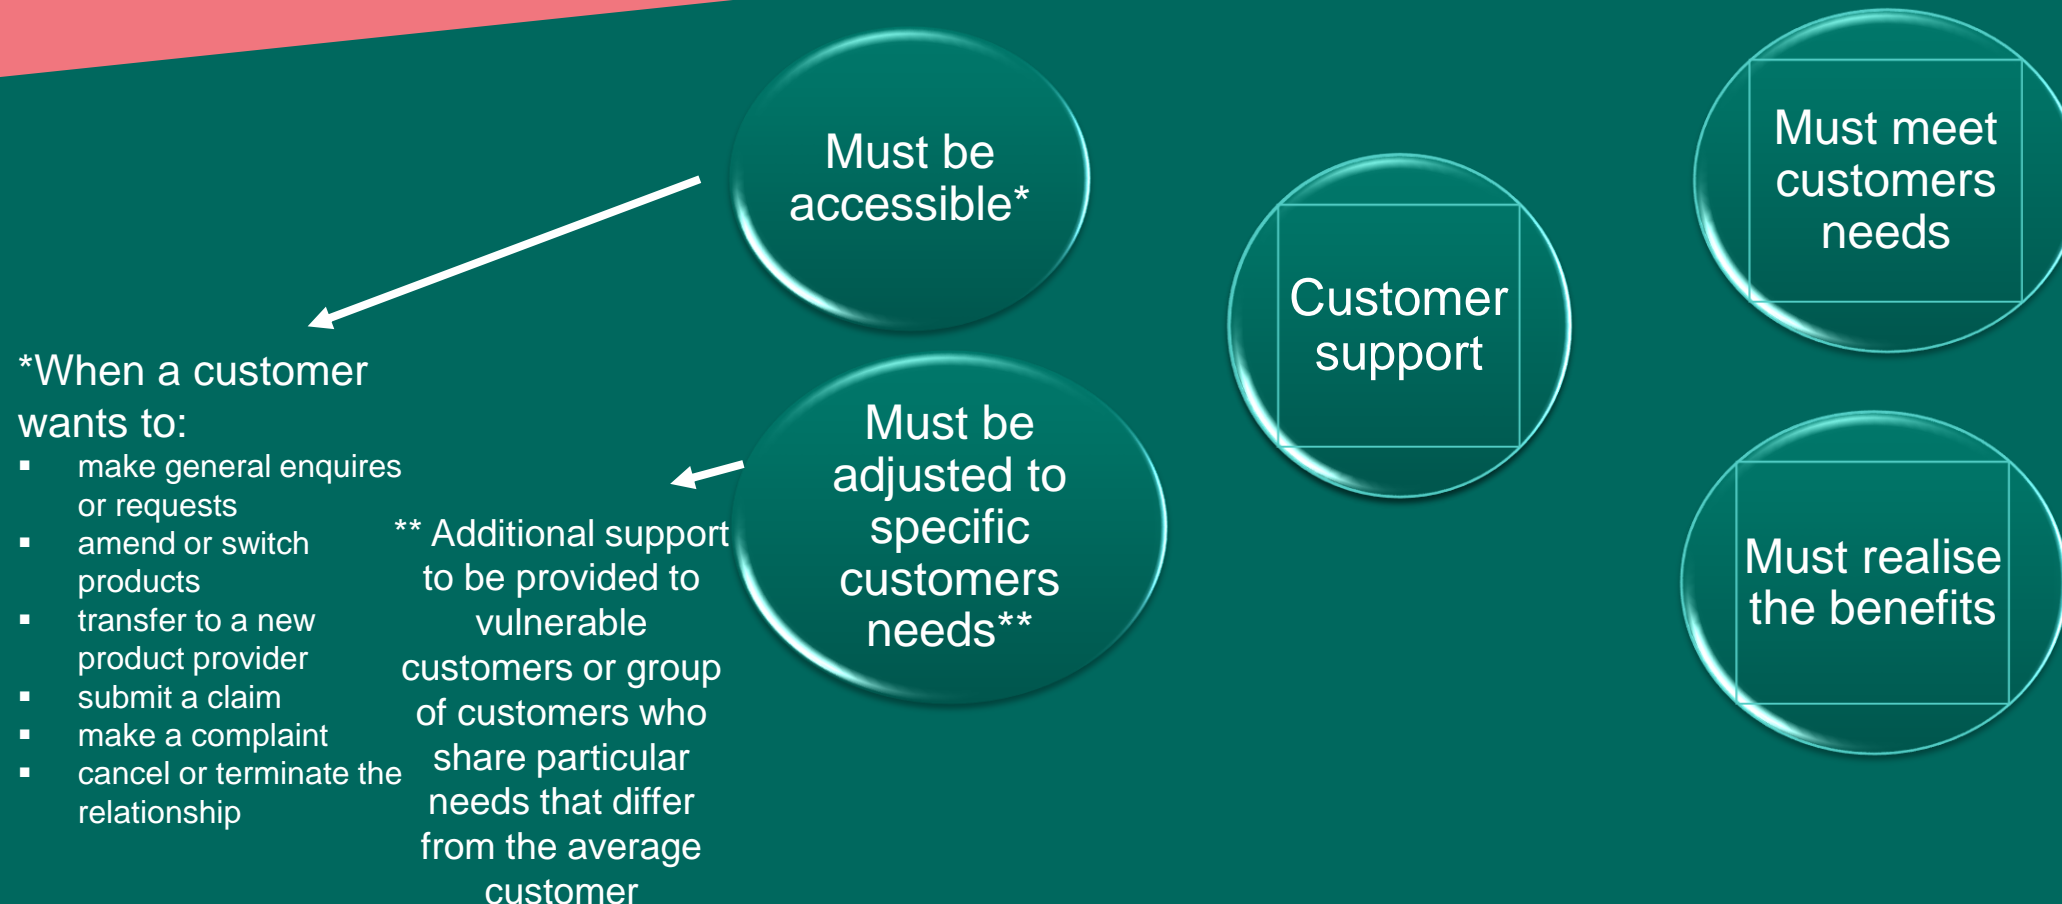 Must be
accessible*
*When a customer
wants to:
▪ make general enquires
or requests
▪ amend or switch
products
▪ transfer to a new
product provider
▪ submit a claim
▪ make a complaint
▪ cancel or terminate the
relationship
Must be
adjusted to
specific
customers
needs**
** Additional support
to be provided to
vulnerable
customers or group
of customers who
share particular
needs that differ
from the average
customer
Customer
support
Must meet
customers
needs
Must realise
the benefits